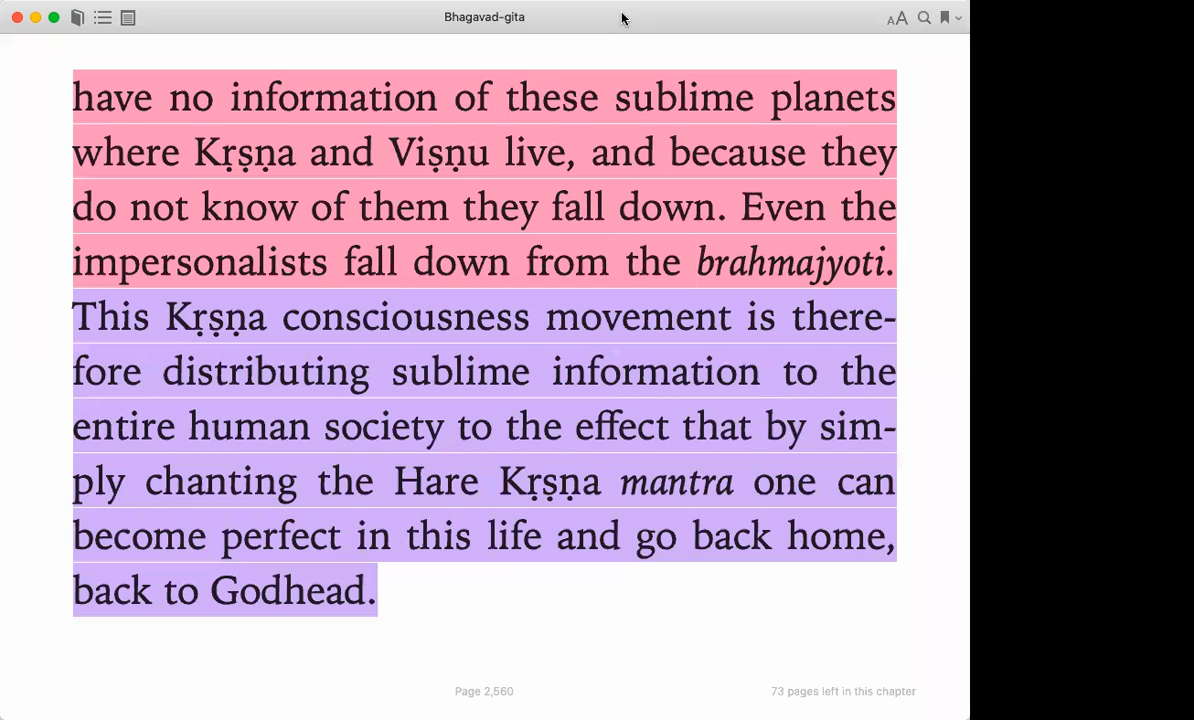 Bhagavad-gita
AA
have no information of these sublime planets
where Kṛṣṇa and Viṣṇu live, and because they
do not know of them they fall down. Even the
impersonalists fall down from the brahmajyoti.
This Kṛṣṇa consciousness movement is there-
fore distributing sublime information to the
entire human society to the effect that by sim-
ply chanting the Hare Kṛṣṇa mantra one can
become perfect in this life and go back home,
back to Godhead.
Page 2,560
73 pages left in this chapter